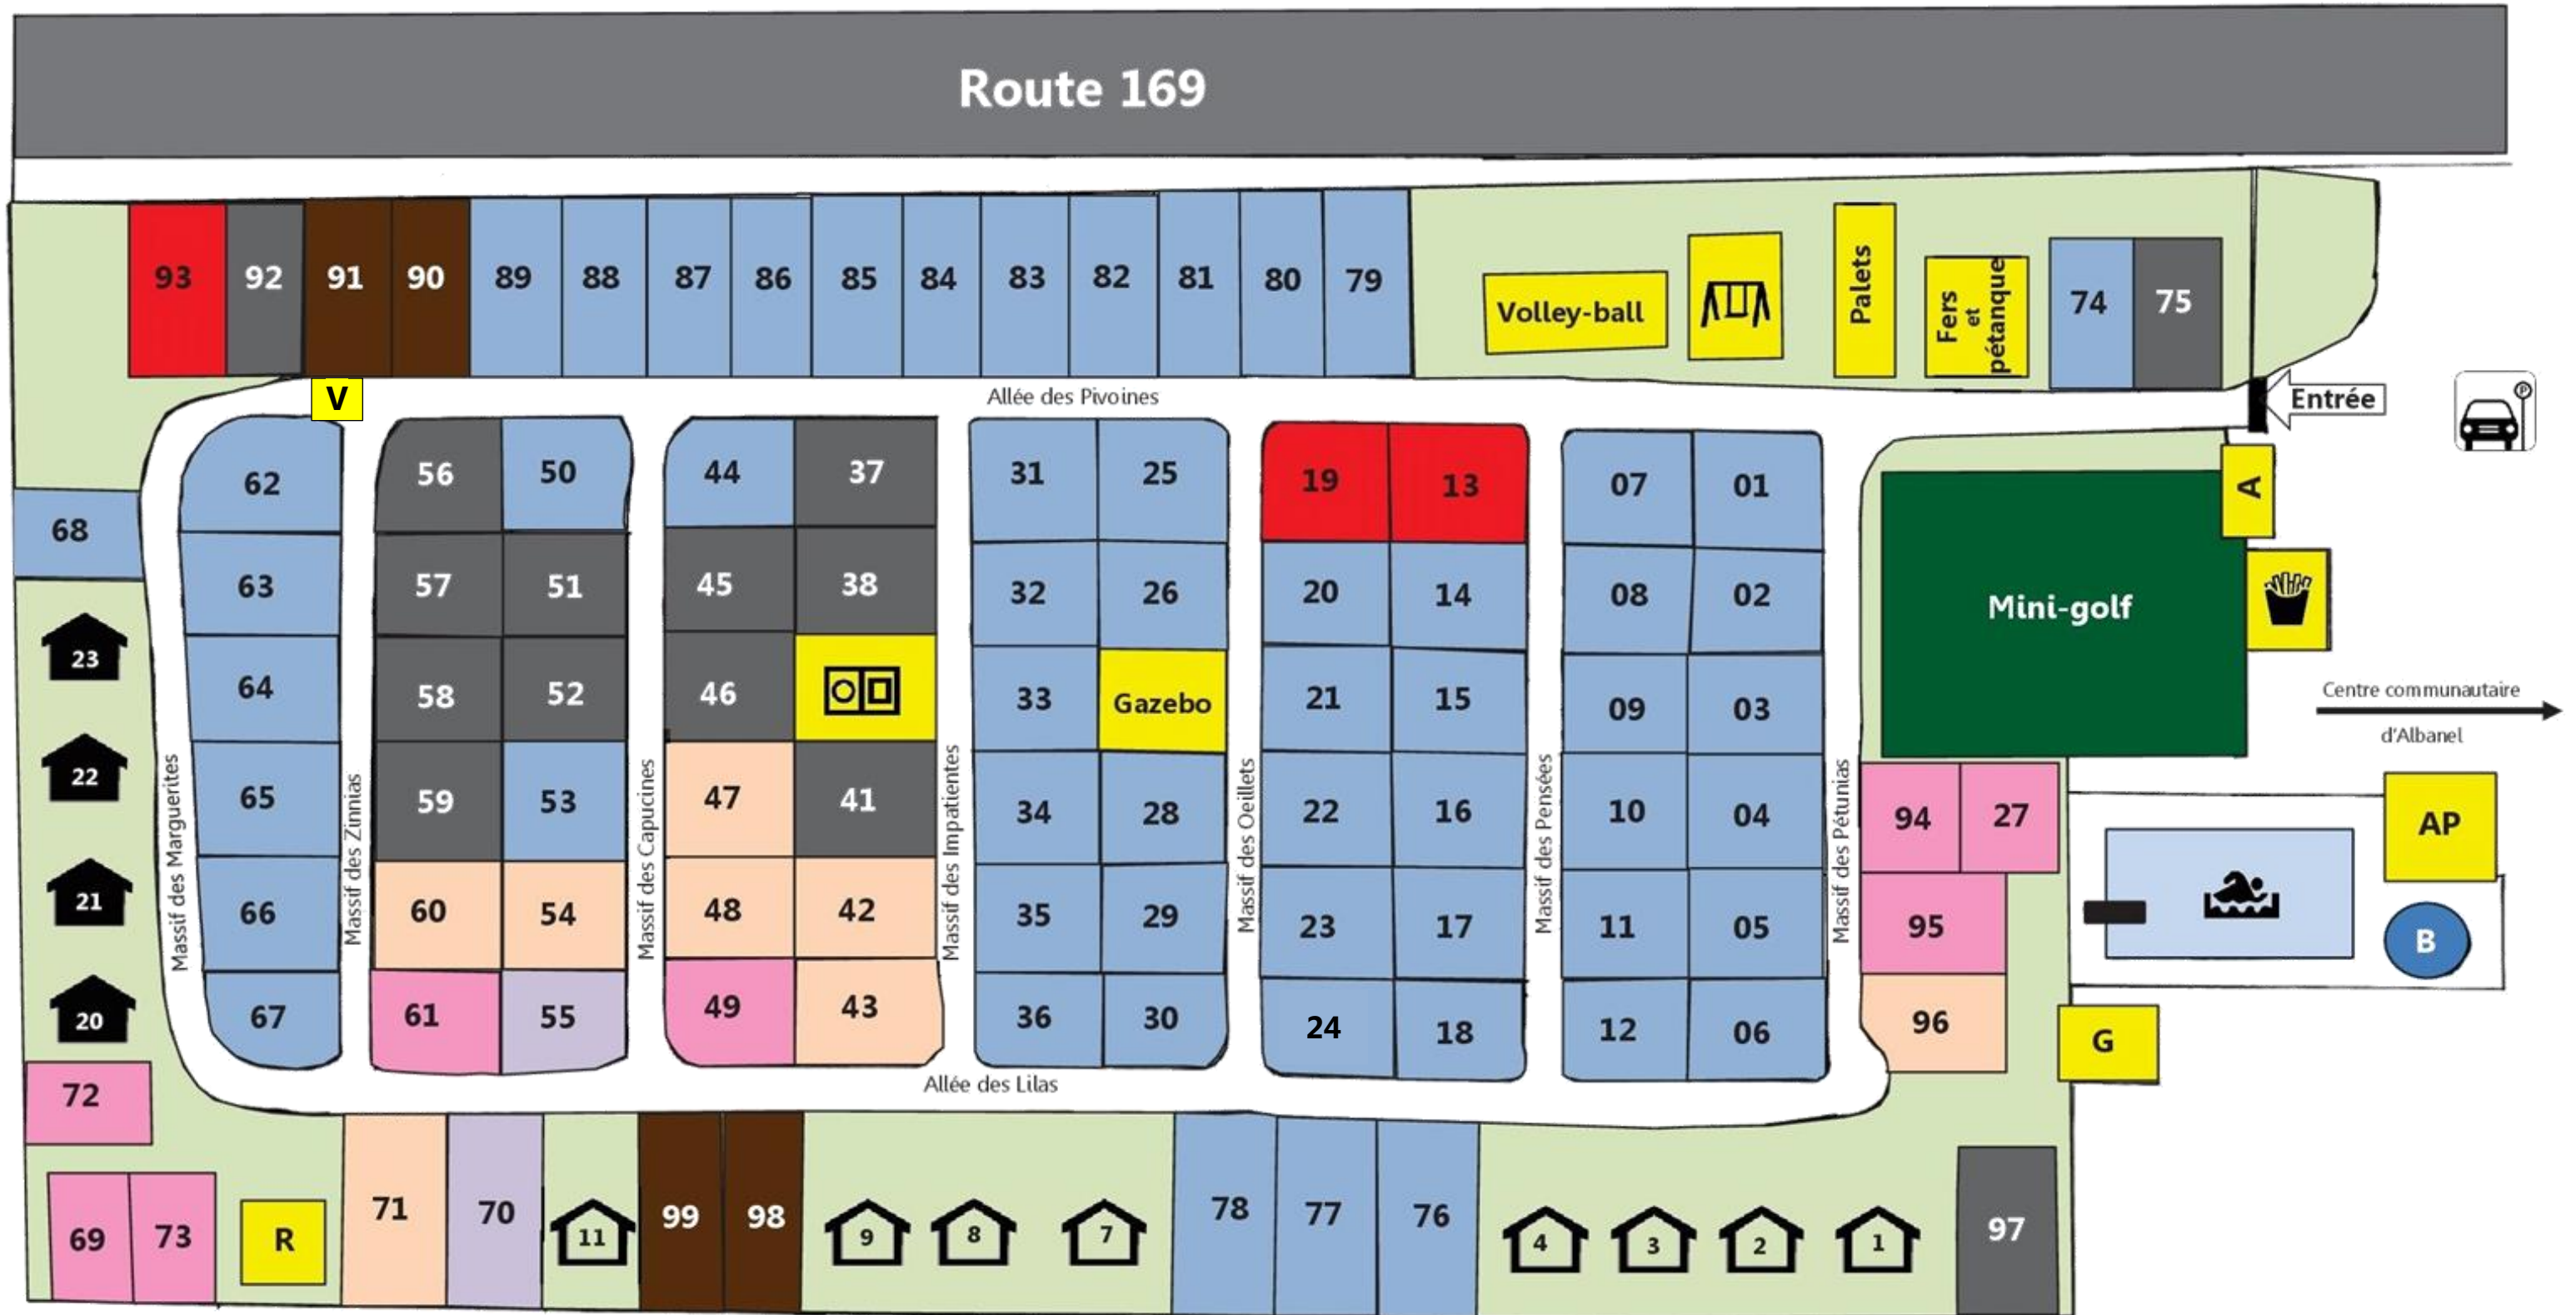 Route 169
93 92 91 90 89 88 87 86 85 84 83 82 81 80 79
Volley-ball
Palets
Fers
et
pétanque
74 75
V
Allée des Pivoines
Entrée
P
62 56 50 44 37 31 25 19 13 07 01
A
68
63 57 51 45 38 32 26 20 14 08 02
Mini-golf
23
64 58 52 46 33 Gazebo 21 15 09 03
Centre communautaire
d'Albanel
22
65 59 53 47 41 34 28 22 16 10 04
94 27
AP
Massif des Marguerites
Massif des Zinnias
Massif des Capucines
Massif des Impatientes
Massif des Oeillets
Massif des Pensées
Massif des Pétunias
21
66 60 54 48 42 35 29 23 17 11 05
95
B
20
67 61 55 49 43 36 30 24 18 12 06
96
G
Allée des Lilas
72
69 73
R
71 70
11
99 98
9 8 7
78 77 76
4 3 2 1
97